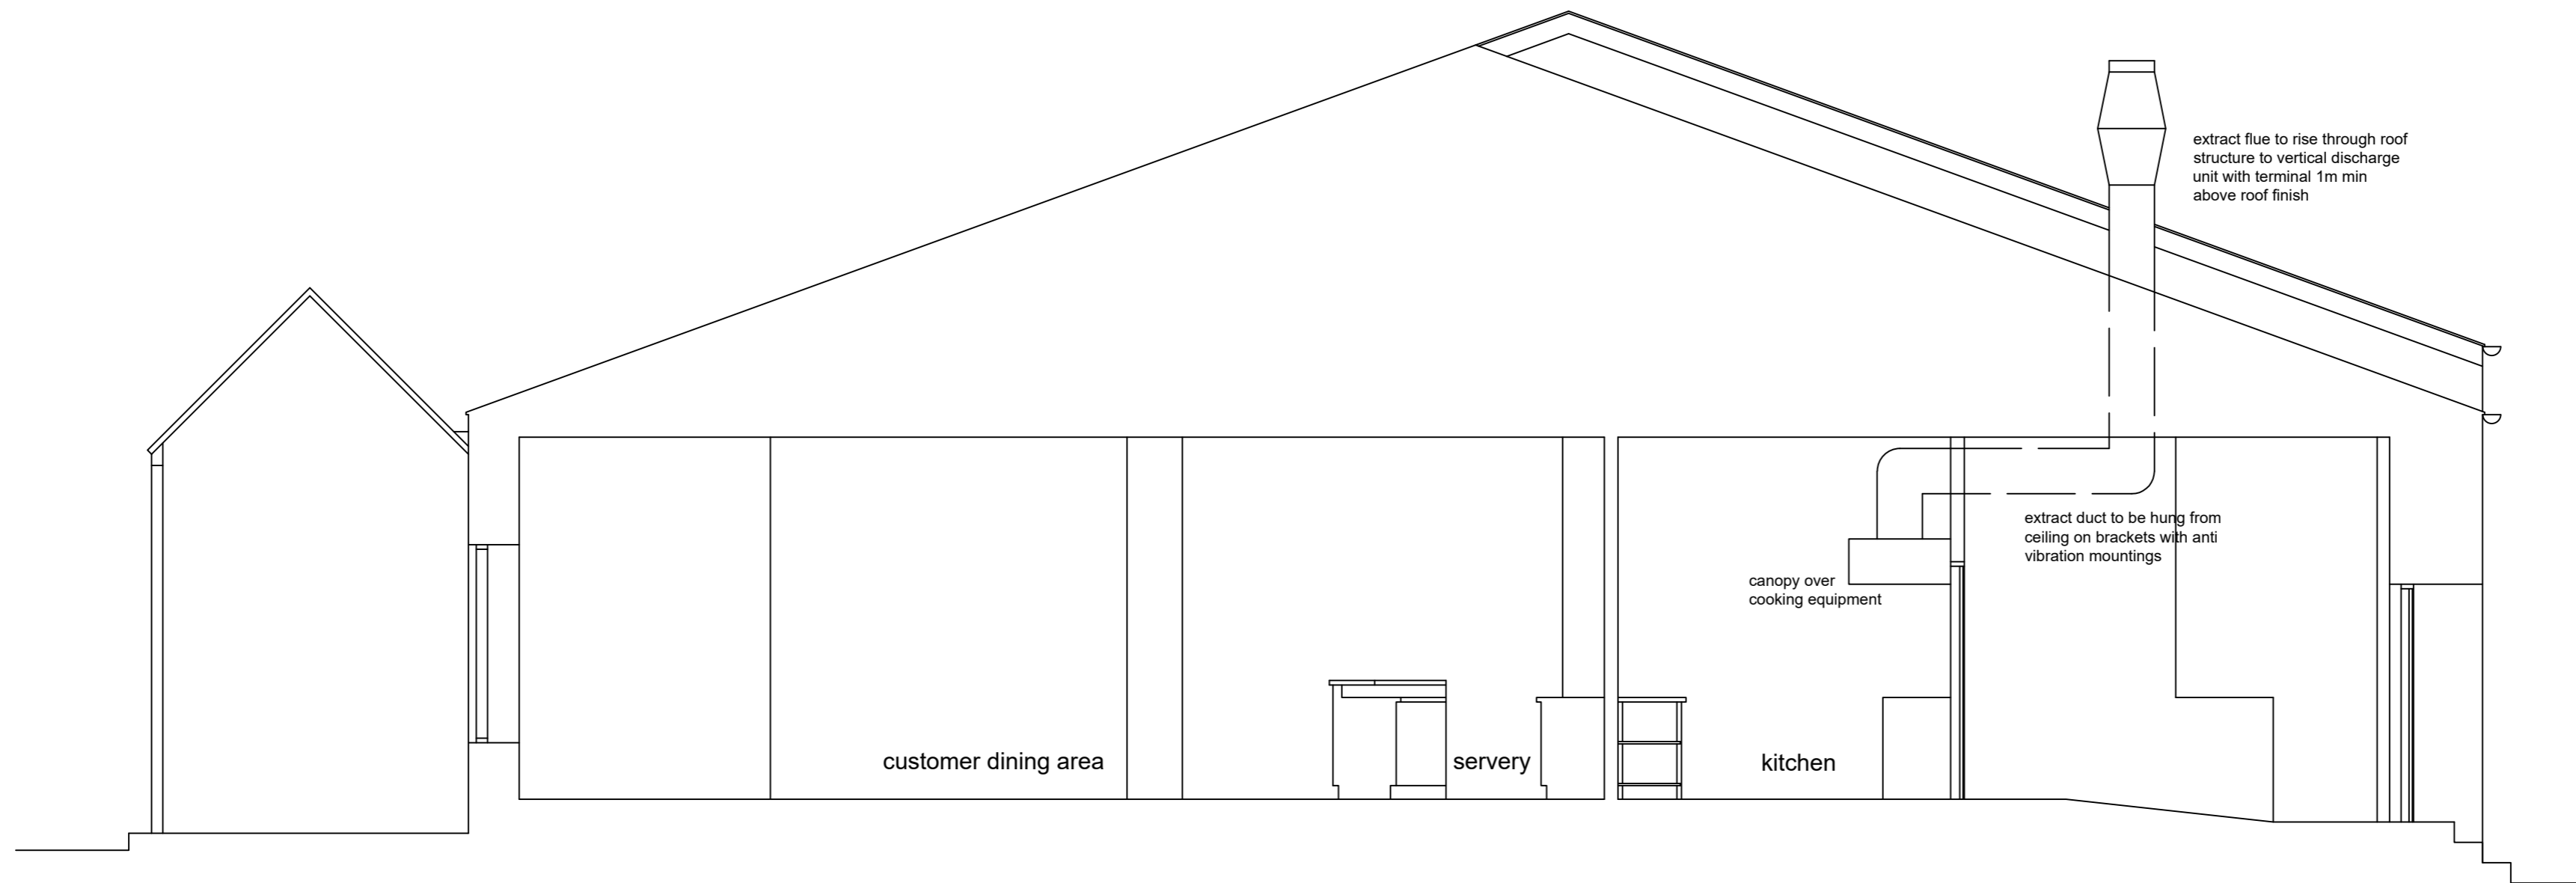 extract flue to rise through roof
structure to vertical discharge
unit with terminal 1m min
above roof finish
extract duct to be hung from
ceiling on brackets with anti
vibration mountings
canopy over
cooking equipment
customer dining area
servery
kitchen